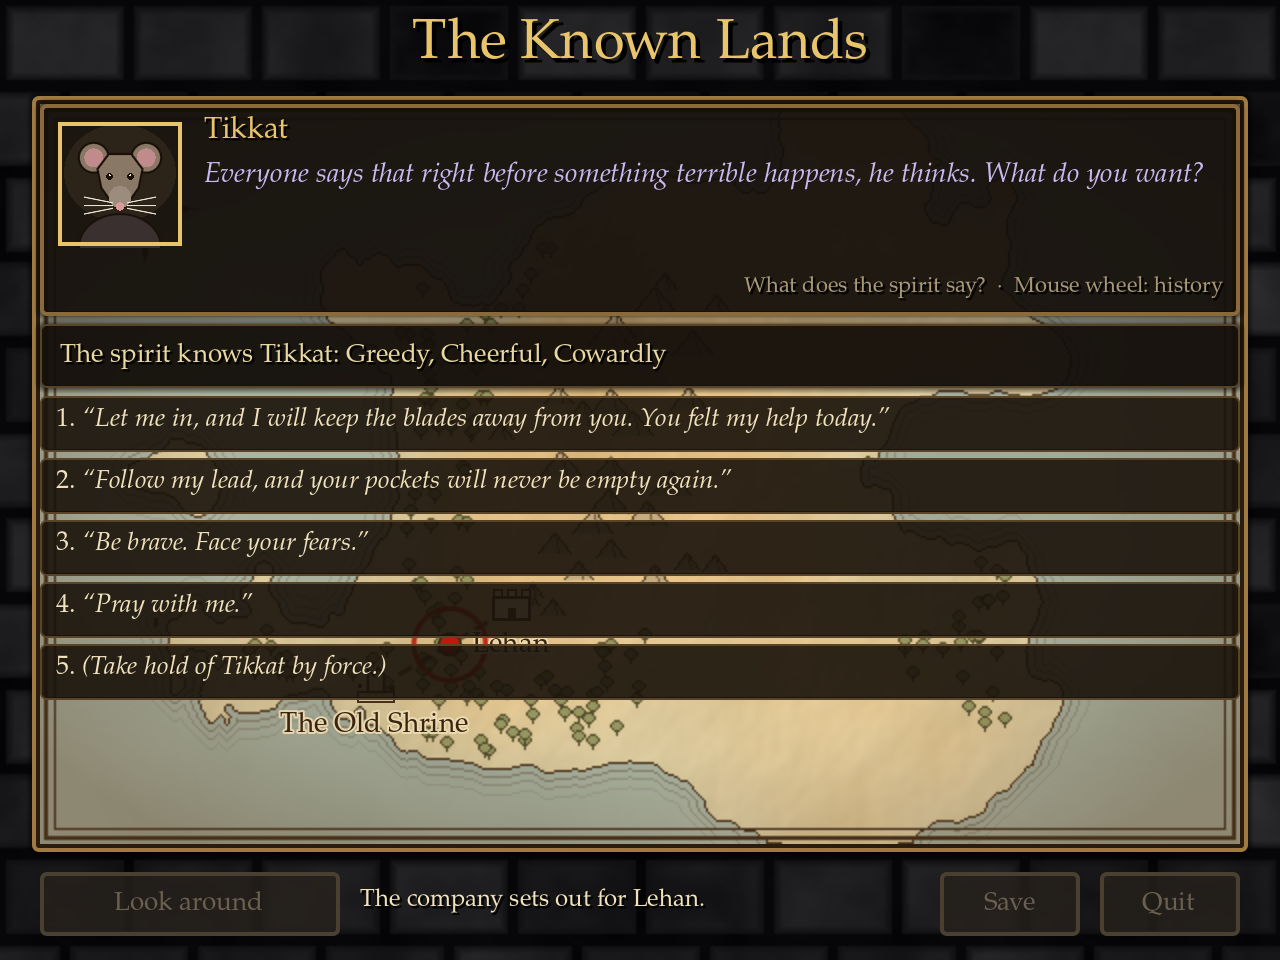 The Known Lands
Tikkat
Everyone says that right before something terrible happens, he thinks. What do you want?
What does the spirit say? · Mouse wheel: history
The spirit knows Tikkat: Greedy, Cheerful, Cowardly
1. “Let me in, and I will keep the blades away from you. You felt my help today.”
2. “Follow my lead, and your pockets will never be empty again.”
3. “Be brave. Face your fears.”
4. “Pray with me.”
Lehan
5. (Take hold of Tikkat by force.)
The Old Shrine
Look around
The company sets out for Lehan.
Save
Quit